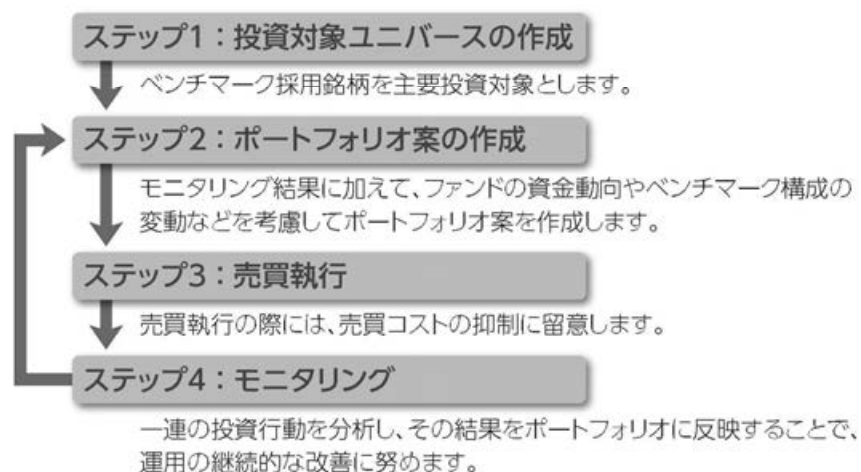 ステップ1：投資対象ユニバースの作成
ベンチマーク採用銘柄を主要投資対象とします。
ステップ2：ポートフォリオ案の作成
モニタリング結果に加えて、ファンドの資金動向やベンチマーク構成の
変動などを考慮してポートフォリオ案を作成します。
ステップ3：売買執行
売買執行の際には、売買コストの抑制に留意します。
ステップ4：モニタリング
一連の投資行動を分析し、その結果をポートフォリオに反映することで、
運用の継続的な改善に努めます。